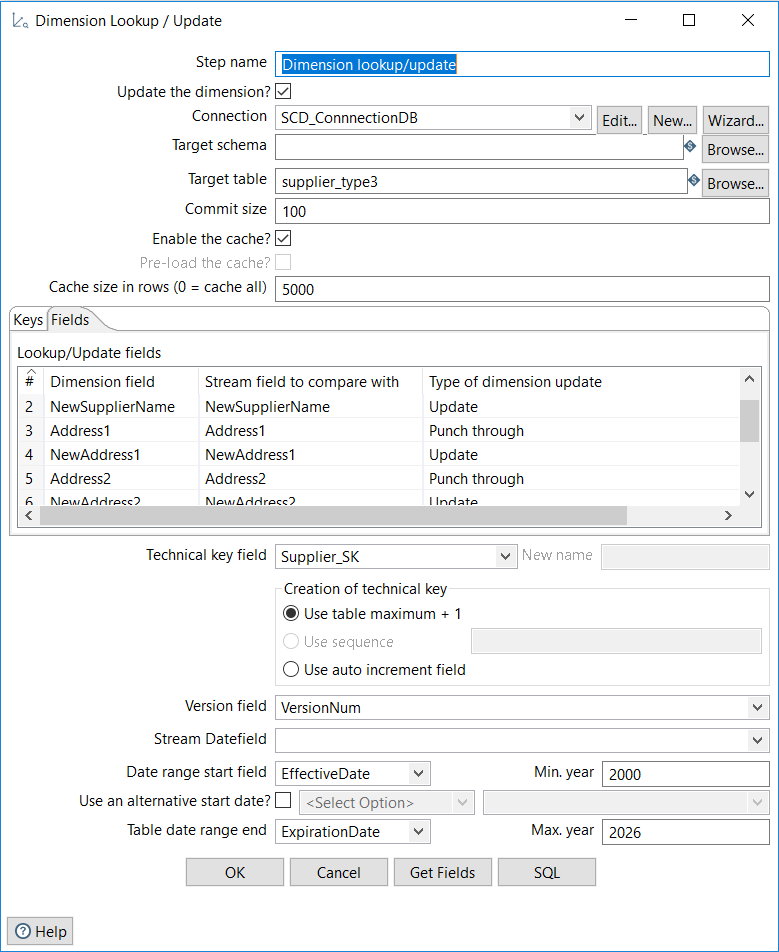 Dimension Lookup / Update
Step name Dimension lookup/update
Update the dimension?
Connection SCD_ConnnectionDB Edit... New... Wizard...
Target schema Browse...
Target table supplier_type3 Browse...
Commit size 100
Enable the cache?
Pre-load the cache?
Cache size in rows (0 = cache all) 5000
Keys Fields
Lookup/Update fields
# Dimension field Stream field to compare with Type of dimension update
2 NewSupplierName NewSupplierName Update
3 Address1 Address1 Punch through
4 NewAddress1 NewAddress1 Update
5 Address2 Address2 Punch through
6 NewAddress2 NewAddress2 Update
Technical key field Supplier_SK New name
Creation of technical key
Use table maximum + 1
Use sequence
Use auto increment field
Version field VersionNum
Stream Datefield
Date range start field EffectiveDate Min. year 2000
Use an alternative start date? <Select Option>
Table date range end ExpirationDate Max. year 2026
OK Cancel Get Fields SQL
Help